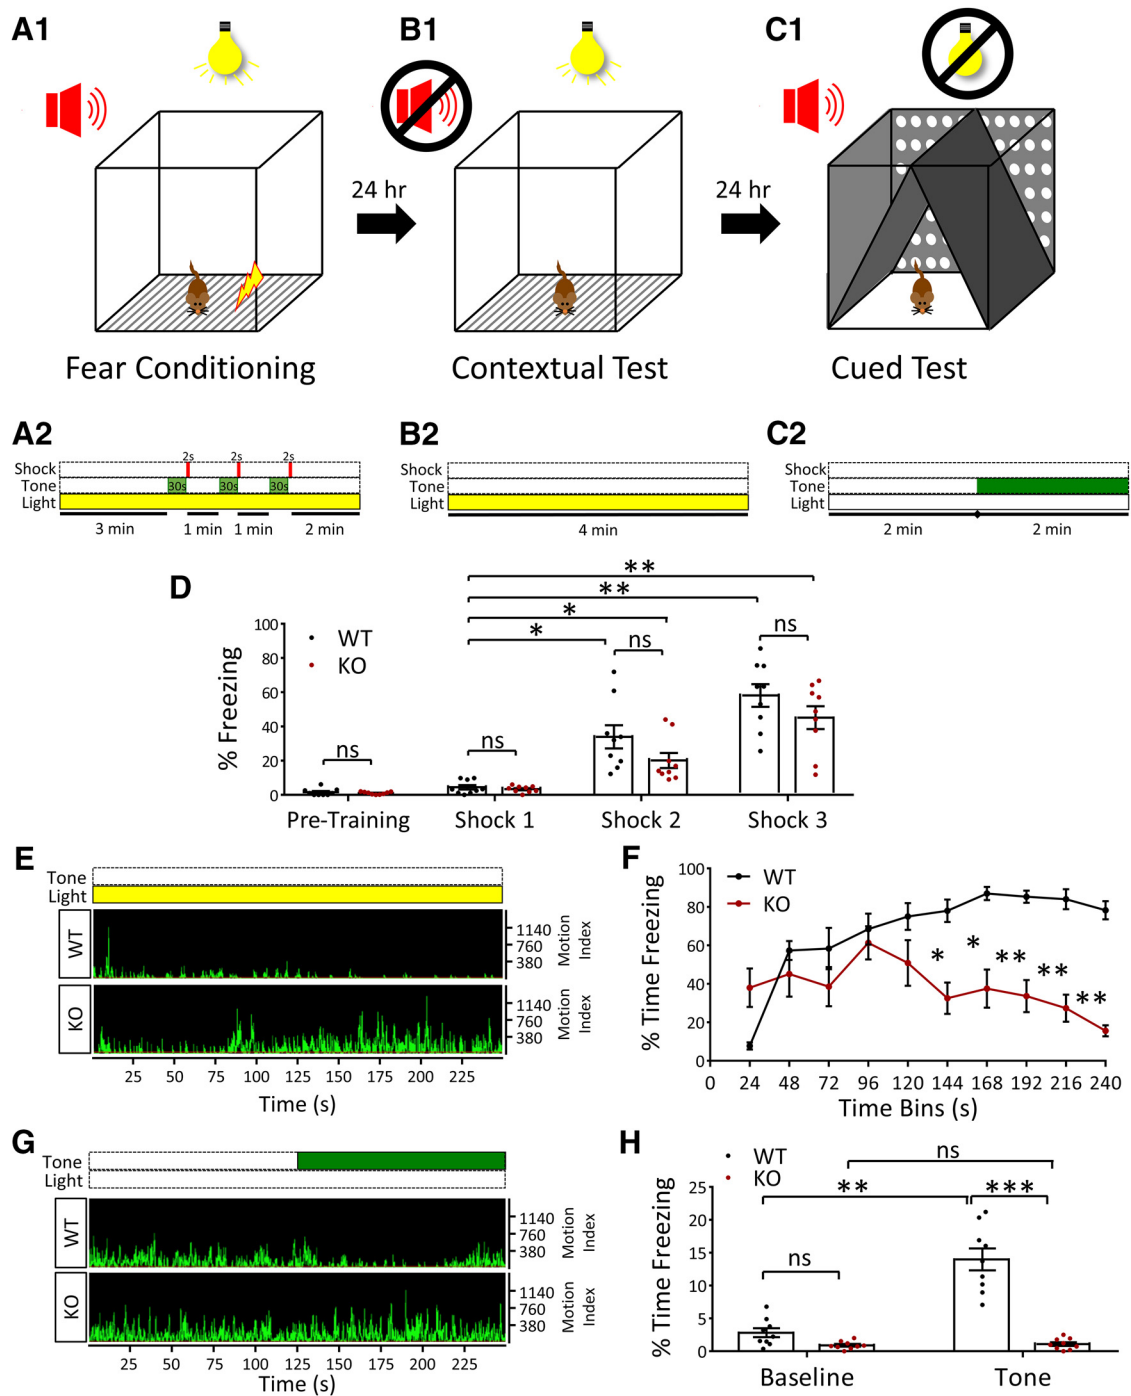 A1
B1
C1
24 hr
24 hr
Fear Conditioning
Contextual Test
Cued Test
A2
B2
C2
2s 2s 2s
Shock
Tone 30s 30s 30s
Light
3 min 1 min 1 min 2 min
Shock
Tone
Light
4 min
Shock
Tone
Light
2 min 2 min
D
**
**
*
*
ns
ns
ns
ns
WT
KO
% Freezing
100
80
60
40
20
0
Pre-Training Shock 1 Shock 2 Shock 3
E
Tone
Light
WT
1140
760
380
Motion
Index
KO
1140
760
380
Motion
Index
25 50 75 100 125 150 175 200 225
Time (s)
F
WT
KO
% Time Freezing
100
80
60
40
20
0
* * ** ** **
0 24 48 72 96 120 144 168 192 216 240
Time Bins (s)
G
Tone
Light
WT
1140
760
380
Motion
Index
KO
1140
760
380
Motion
Index
25 50 75 100 125 150 175 200 225
Time (s)
H
WT
KO
ns
** ***
ns
% Time Freezing
25
20
15
10
5
0
Baseline Tone